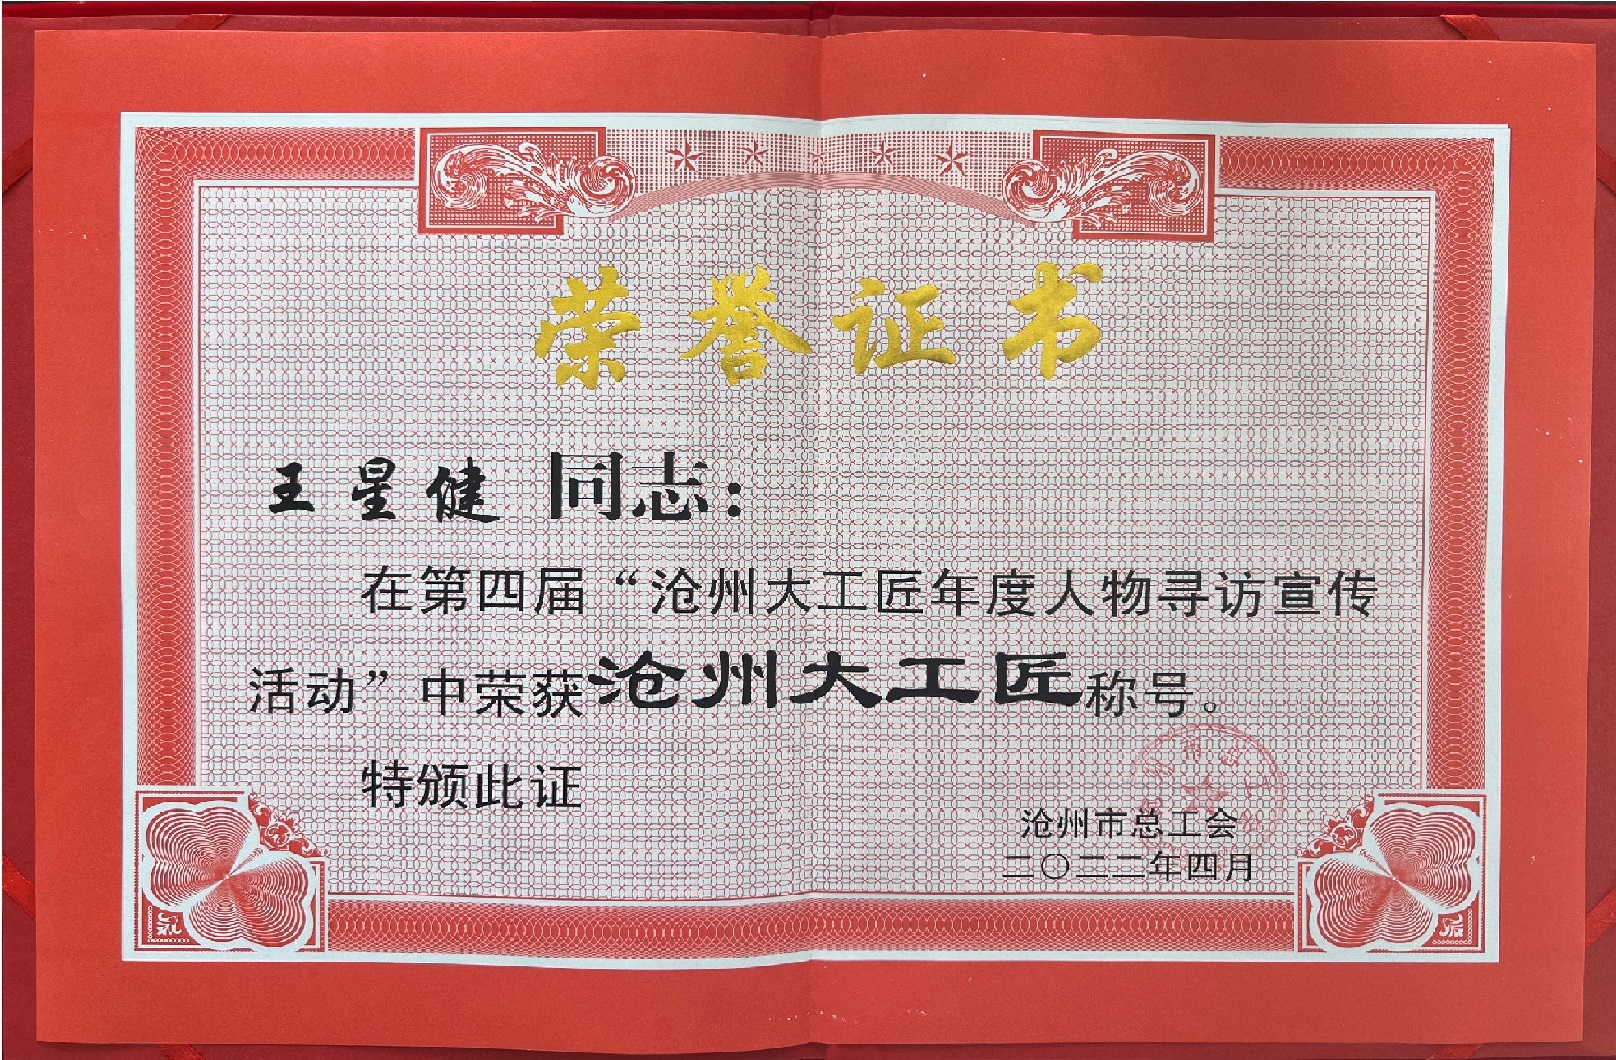 荣誉证书
王星健 同志：
在第四届“沧州大工匠年度人物寻访宣传
活动”中荣获沧州大工匠称号。
特颁此证
沧州市总工会
二〇二二年四月